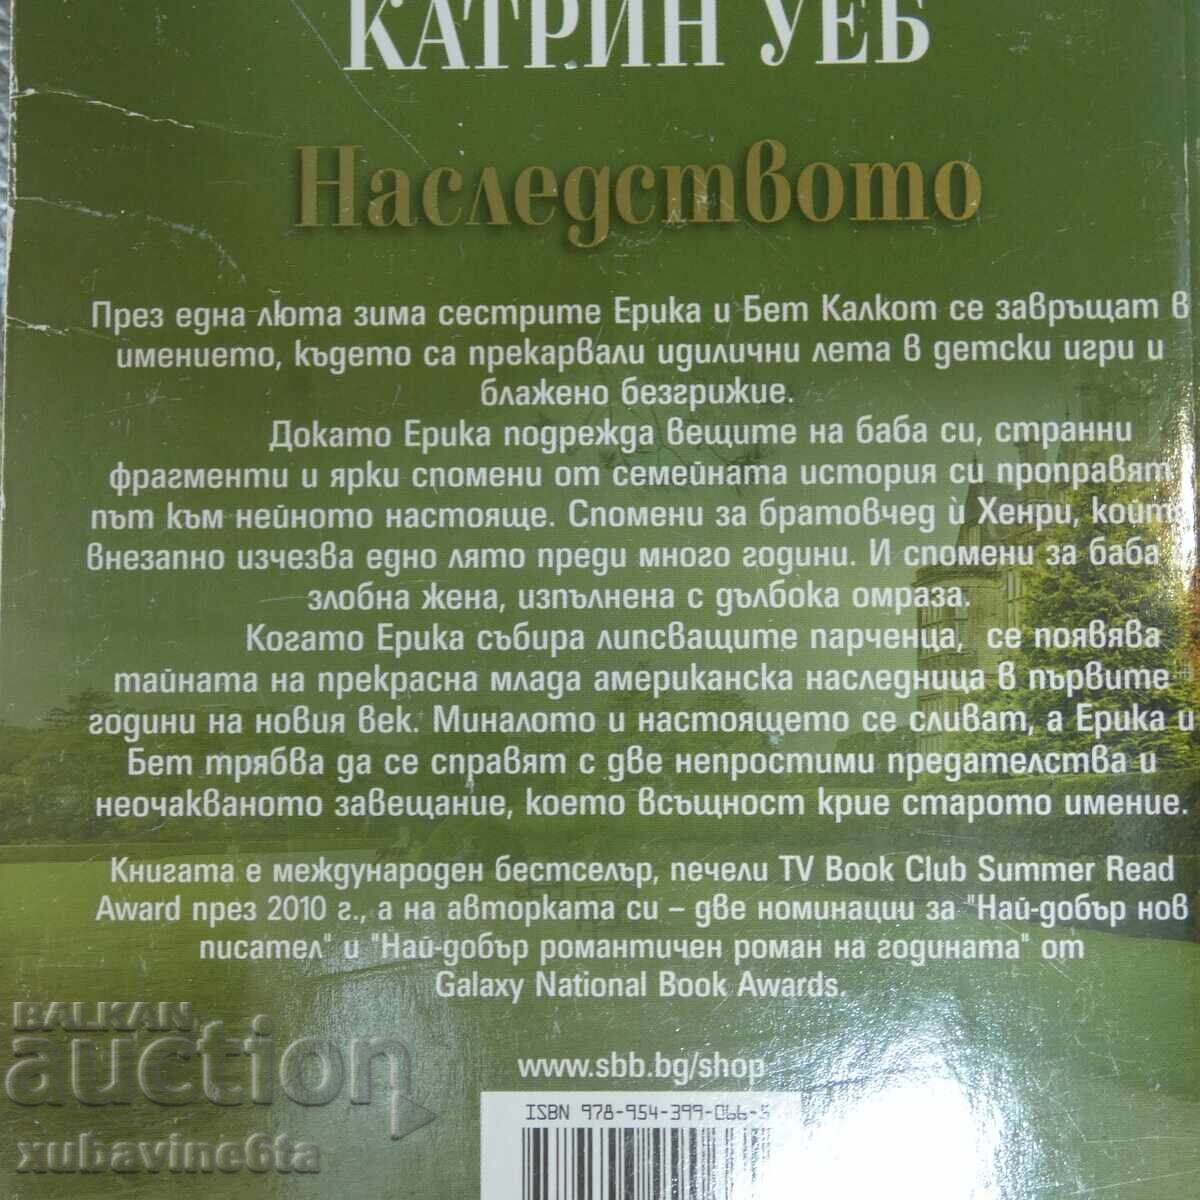 КАТРИН УЕБ
Наследството
През една люта зима сестрите Ерика и Бет Калкот се завръщат в
имението, където са прекарвали идилични лета в детски игри и
блажено безгрижие.
Докато Ерика подрежда вещите на баба си, странни
фрагменти и ярки спомени от семейната история си проправят
път към нейното настояще. Спомени за братовчед ѝ Хенри,
внезапно изчезва едно лято преди много години. И спомени за баба
злобна жена, изпълнена с дълбока омраза.
Когато Ерика събира липсващите парченца, се появява
тайната на прекрасна млада американска наследница в първите
години на новия век. Миналото и настоящето се сливат, а Ерика и
Бет трябва да се справят с две непростими предателства и
неочакваното завещание, което всъщност крие старото имение.
Книгата е международен бестселър, печели TV Book Club Summer Read
Award през 2010 г., а на авторката си – две номинации за "Най-добър нов
писател" и "Най-добър романтичен роман на годината" от
Galaxy National Book Awards.
www.sbb.bg/shop
ISBN 978-954-399-066-5
BALKAN
auction
xubavine6ta